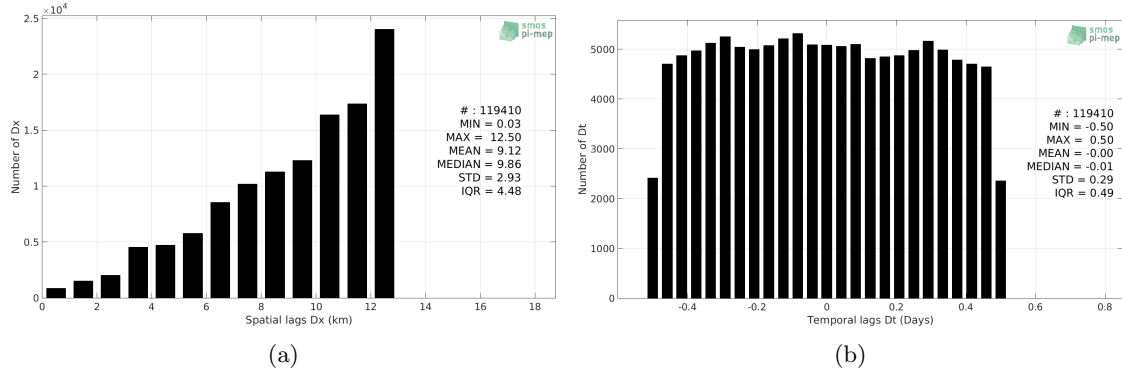 ×10⁴
2.5
2
1.5
1
0.5
0
Number of Dx
0 2 4 6 8 10 12 14 16 18
Spatial lags Dx (km)
smos
pi-mep
# : 119410
MIN = 0.03
MAX = 12.50
MEAN = 9.12
MEDIAN = 9.86
STD = 2.93
IQR = 4.48
(a)
5000
4000
3000
2000
1000
0
Number of Dt
-0.4 -0.2 0 0.2 0.4 0.6 0.8
Temporal lags Dt (Days)
smos
pi-mep
# : 119410
MIN = -0.50
MAX = 0.50
MEAN = -0.00
MEDIAN = -0.01
STD = 0.29
IQR = 0.49
(b)